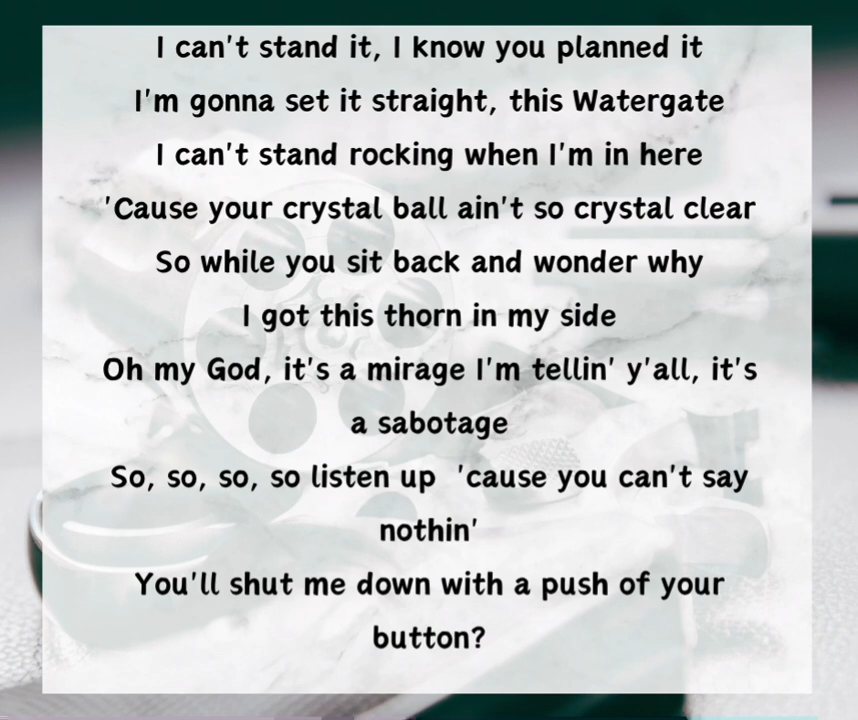 I can't stand it, I know you planned it
I'm gonna set it straight, this Watergate
I can't stand rocking when I'm in here
'Cause your crystal ball ain't so crystal clear
So while you sit back and wonder why
I got this thorn in my side
Oh my God, it's a mirage I'm tellin' y'all, it's
a sabotage
So, so, so, so listen up  'cause you can't say
nothin'
You'll shut me down with a push of your
button?